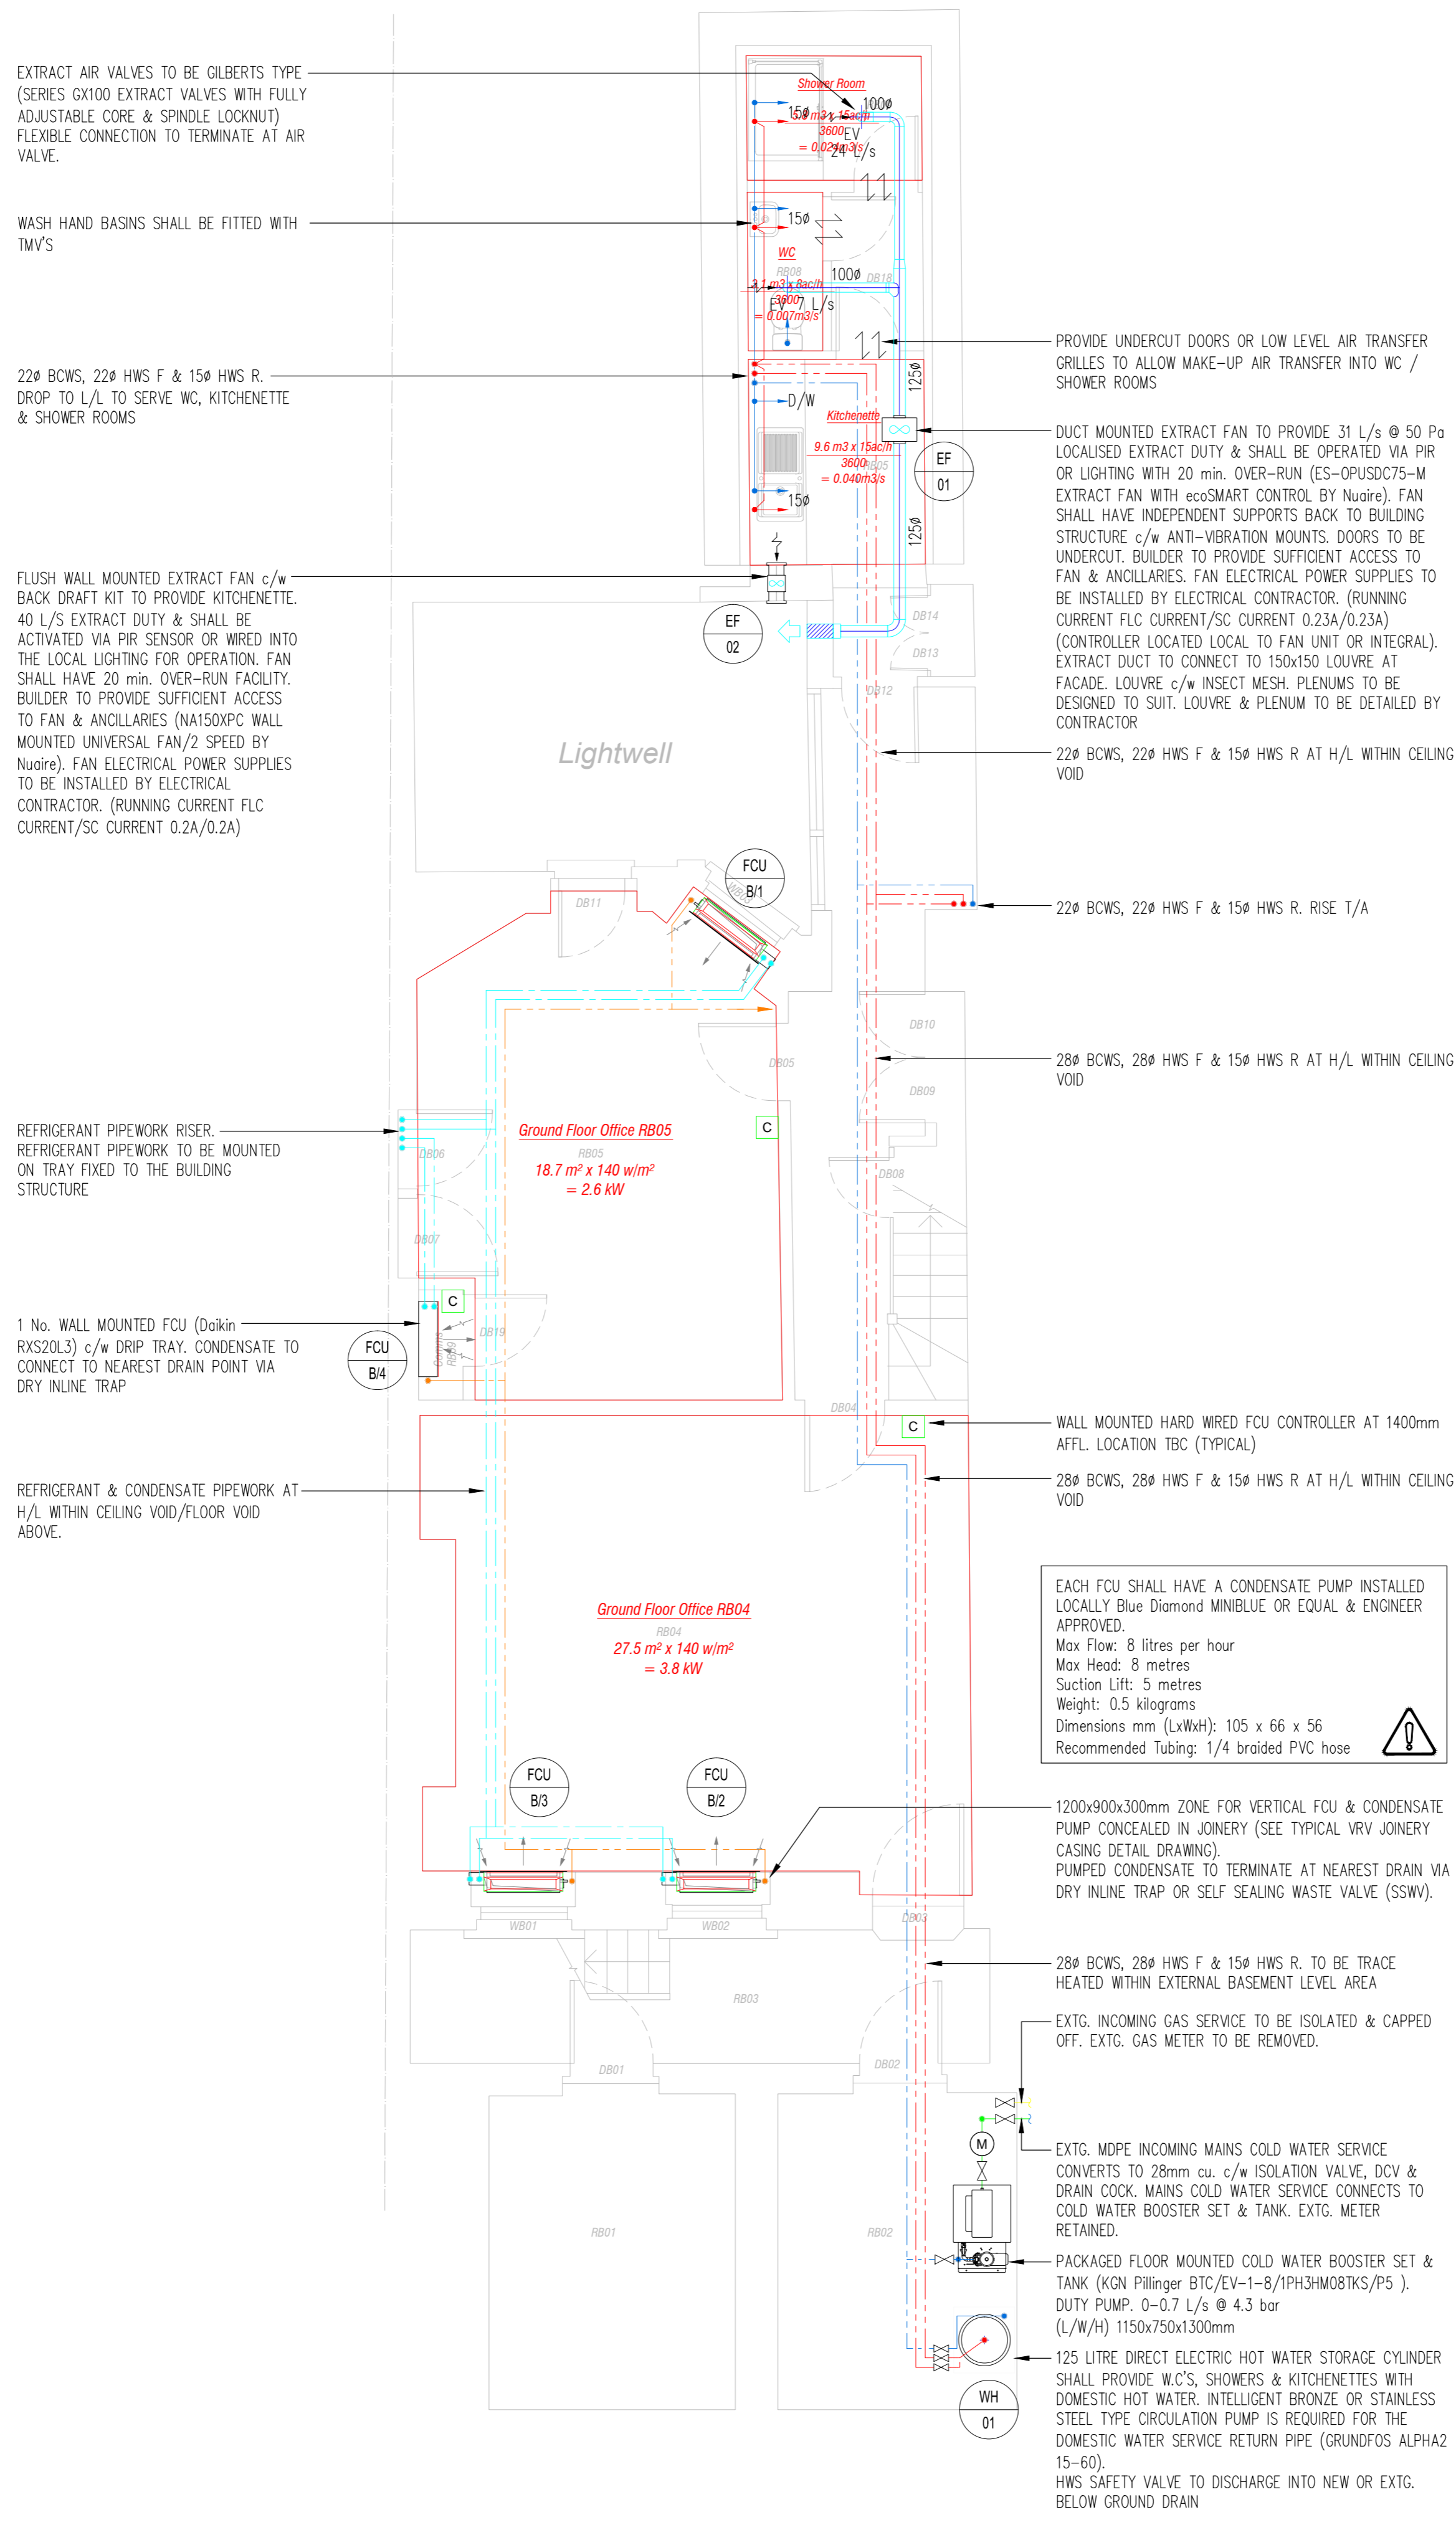 EXTRACT AIR VALVES TO BE GILBERTS TYPE
(SERIES GX100 EXTRACT VALVES WITH FULLY
ADJUSTABLE CORE & SPINDLE LOCKNUT)
FLEXIBLE CONNECTION TO TERMINATE AT AIR
VALVE.
WASH HAND BASINS SHALL BE FITTED WITH
TMV'S
22ø BCWS, 22ø HWS F & 15ø HWS R.
DROP TO L/L TO SERVE WC, KITCHENETTE
& SHOWER ROOMS
FLUSH WALL MOUNTED EXTRACT FAN c/w
BACK DRAFT KIT TO PROVIDE KITCHENETTE.
40 L/S EXTRACT DUTY & SHALL BE
ACTIVATED VIA PIR SENSOR OR WIRED INTO
THE LOCAL LIGHTING FOR OPERATION. FAN
SHALL HAVE 20 min. OVER-RUN FACILITY.
BUILDER TO PROVIDE SUFFICIENT ACCESS
TO FAN & ANCILLARIES (NA150XPC WALL
MOUNTED UNIVERSAL FAN/2 SPEED BY
Nuaire). FAN ELECTRICAL POWER SUPPLIES
TO BE INSTALLED BY ELECTRICAL
CONTRACTOR. (RUNNING CURRENT FLC
CURRENT/SC CURRENT 0.2A/0.2A)
REFRIGERANT PIPEWORK RISER.
REFRIGERANT PIPEWORK TO BE MOUNTED
ON TRAY FIXED TO THE BUILDING
STRUCTURE
1 No. WALL MOUNTED FCU (Daikin
RXS20L3) c/w DRIP TRAY. CONDENSATE TO
CONNECT TO NEAREST DRAIN POINT VIA
DRY INLINE TRAP
REFRIGERANT & CONDENSATE PIPEWORK AT
H/L WITHIN CEILING VOID/FLOOR VOID
ABOVE.
Shower Room
100ø
15ø
x 15ac/h
3600
EV
= 0.024m3/s
24 L/s
15ø
WC
RB08
100ø
DB18
3.1 m3 x 8ac/h
3600
EV 7 L/s
= 0.007m3/s
125ø
D/W
Kitchenette
9.6 m3 x 15ac/h
3600
RB05
= 0.040m3/s
15ø
125ø
EF
01
EF
02
DB14
DB13
DB12
Lightwell
FCU
B/1
WB03
DB11
DB10
DB05
DB09
C
Ground Floor Office RB05
RB05
18.7 m² x 140 w/m²
= 2.6 kW
DB06
DB08
DB07
C
DB19
Comms
RB09
FCU
B/4
DB04
C
Ground Floor Office RB04
RB04
27.5 m² x 140 w/m²
= 3.8 kW
FCU
B/3
FCU
B/2
WB01
WB02
DB03
RB03
DB01
DB02
M
RB01
RB02
WH
01
PROVIDE UNDERCUT DOORS OR LOW LEVEL AIR TRANSFER
GRILLES TO ALLOW MAKE-UP AIR TRANSFER INTO WC /
SHOWER ROOMS
DUCT MOUNTED EXTRACT FAN TO PROVIDE 31 L/s @ 50 Pa
LOCALISED EXTRACT DUTY & SHALL BE OPERATED VIA PIR
OR LIGHTING WITH 20 min. OVER-RUN (ES-OPUSDC75-M
EXTRACT FAN WITH ecoSMART CONTROL BY Nuaire). FAN
SHALL HAVE INDEPENDENT SUPPORTS BACK TO BUILDING
STRUCTURE c/w ANTI-VIBRATION MOUNTS. DOORS TO BE
UNDERCUT. BUILDER TO PROVIDE SUFFICIENT ACCESS TO
FAN & ANCILLARIES. FAN ELECTRICAL POWER SUPPLIES TO
BE INSTALLED BY ELECTRICAL CONTRACTOR. (RUNNING
CURRENT FLC CURRENT/SC CURRENT 0.23A/0.23A)
(CONTROLLER LOCATED LOCAL TO FAN UNIT OR INTEGRAL).
EXTRACT DUCT TO CONNECT TO 150x150 LOUVRE AT
FACADE. LOUVRE c/w INSECT MESH. PLENUMS TO BE
DESIGNED TO SUIT. LOUVRE & PLENUM TO BE DETAILED BY
CONTRACTOR
22ø BCWS, 22ø HWS F & 15ø HWS R AT H/L WITHIN CEILING
VOID
22ø BCWS, 22ø HWS F & 15ø HWS R. RISE T/A
28ø BCWS, 28ø HWS F & 15ø HWS R AT H/L WITHIN CEILING
VOID
WALL MOUNTED HARD WIRED FCU CONTROLLER AT 1400mm
AFFL. LOCATION TBC (TYPICAL)
28ø BCWS, 28ø HWS F & 15ø HWS R AT H/L WITHIN CEILING
VOID
EACH FCU SHALL HAVE A CONDENSATE PUMP INSTALLED
LOCALLY Blue Diamond MINIBLUE OR EQUAL & ENGINEER
APPROVED.
Max Flow: 8 litres per hour
Max Head: 8 metres
Suction Lift: 5 metres
Weight: 0.5 kilograms
Dimensions mm (LxWxH): 105 x 66 x 56
Recommended Tubing: 1/4 braided PVC hose
1200x900x300mm ZONE FOR VERTICAL FCU & CONDENSATE
PUMP CONCEALED IN JOINERY (SEE TYPICAL VRV JOINERY
CASING DETAIL DRAWING).
PUMPED CONDENSATE TO TERMINATE AT NEAREST DRAIN VIA
DRY INLINE TRAP OR SELF SEALING WASTE VALVE (SSWV).
28ø BCWS, 28ø HWS F & 15ø HWS R. TO BE TRACE
HEATED WITHIN EXTERNAL BASEMENT LEVEL AREA
EXTG. INCOMING GAS SERVICE TO BE ISOLATED & CAPPED
OFF. EXTG. GAS METER TO BE REMOVED.
EXTG. MDPE INCOMING MAINS COLD WATER SERVICE
CONVERTS TO 28mm cu. c/w ISOLATION VALVE, DCV &
DRAIN COCK. MAINS COLD WATER SERVICE CONNECTS TO
COLD WATER BOOSTER SET & TANK. EXTG. METER
RETAINED.
PACKAGED FLOOR MOUNTED COLD WATER BOOSTER SET &
TANK (KGN Pillinger BTC/EV-1-8/1PH3HM08TKS/P5 ).
DUTY PUMP. 0-0.7 L/s @ 4.3 bar
(L/W/H) 1150x750x1300mm
125 LITRE DIRECT ELECTRIC HOT WATER STORAGE CYLINDER
SHALL PROVIDE W.C'S, SHOWERS & KITCHENETTES WITH
DOMESTIC HOT WATER. INTELLIGENT BRONZE OR STAINLESS
STEEL TYPE CIRCULATION PUMP IS REQUIRED FOR THE
DOMESTIC WATER SERVICE RETURN PIPE (GRUNDFOS ALPHA2
15-60).
HWS SAFETY VALVE TO DISCHARGE INTO NEW OR EXTG.
BELOW GROUND DRAIN